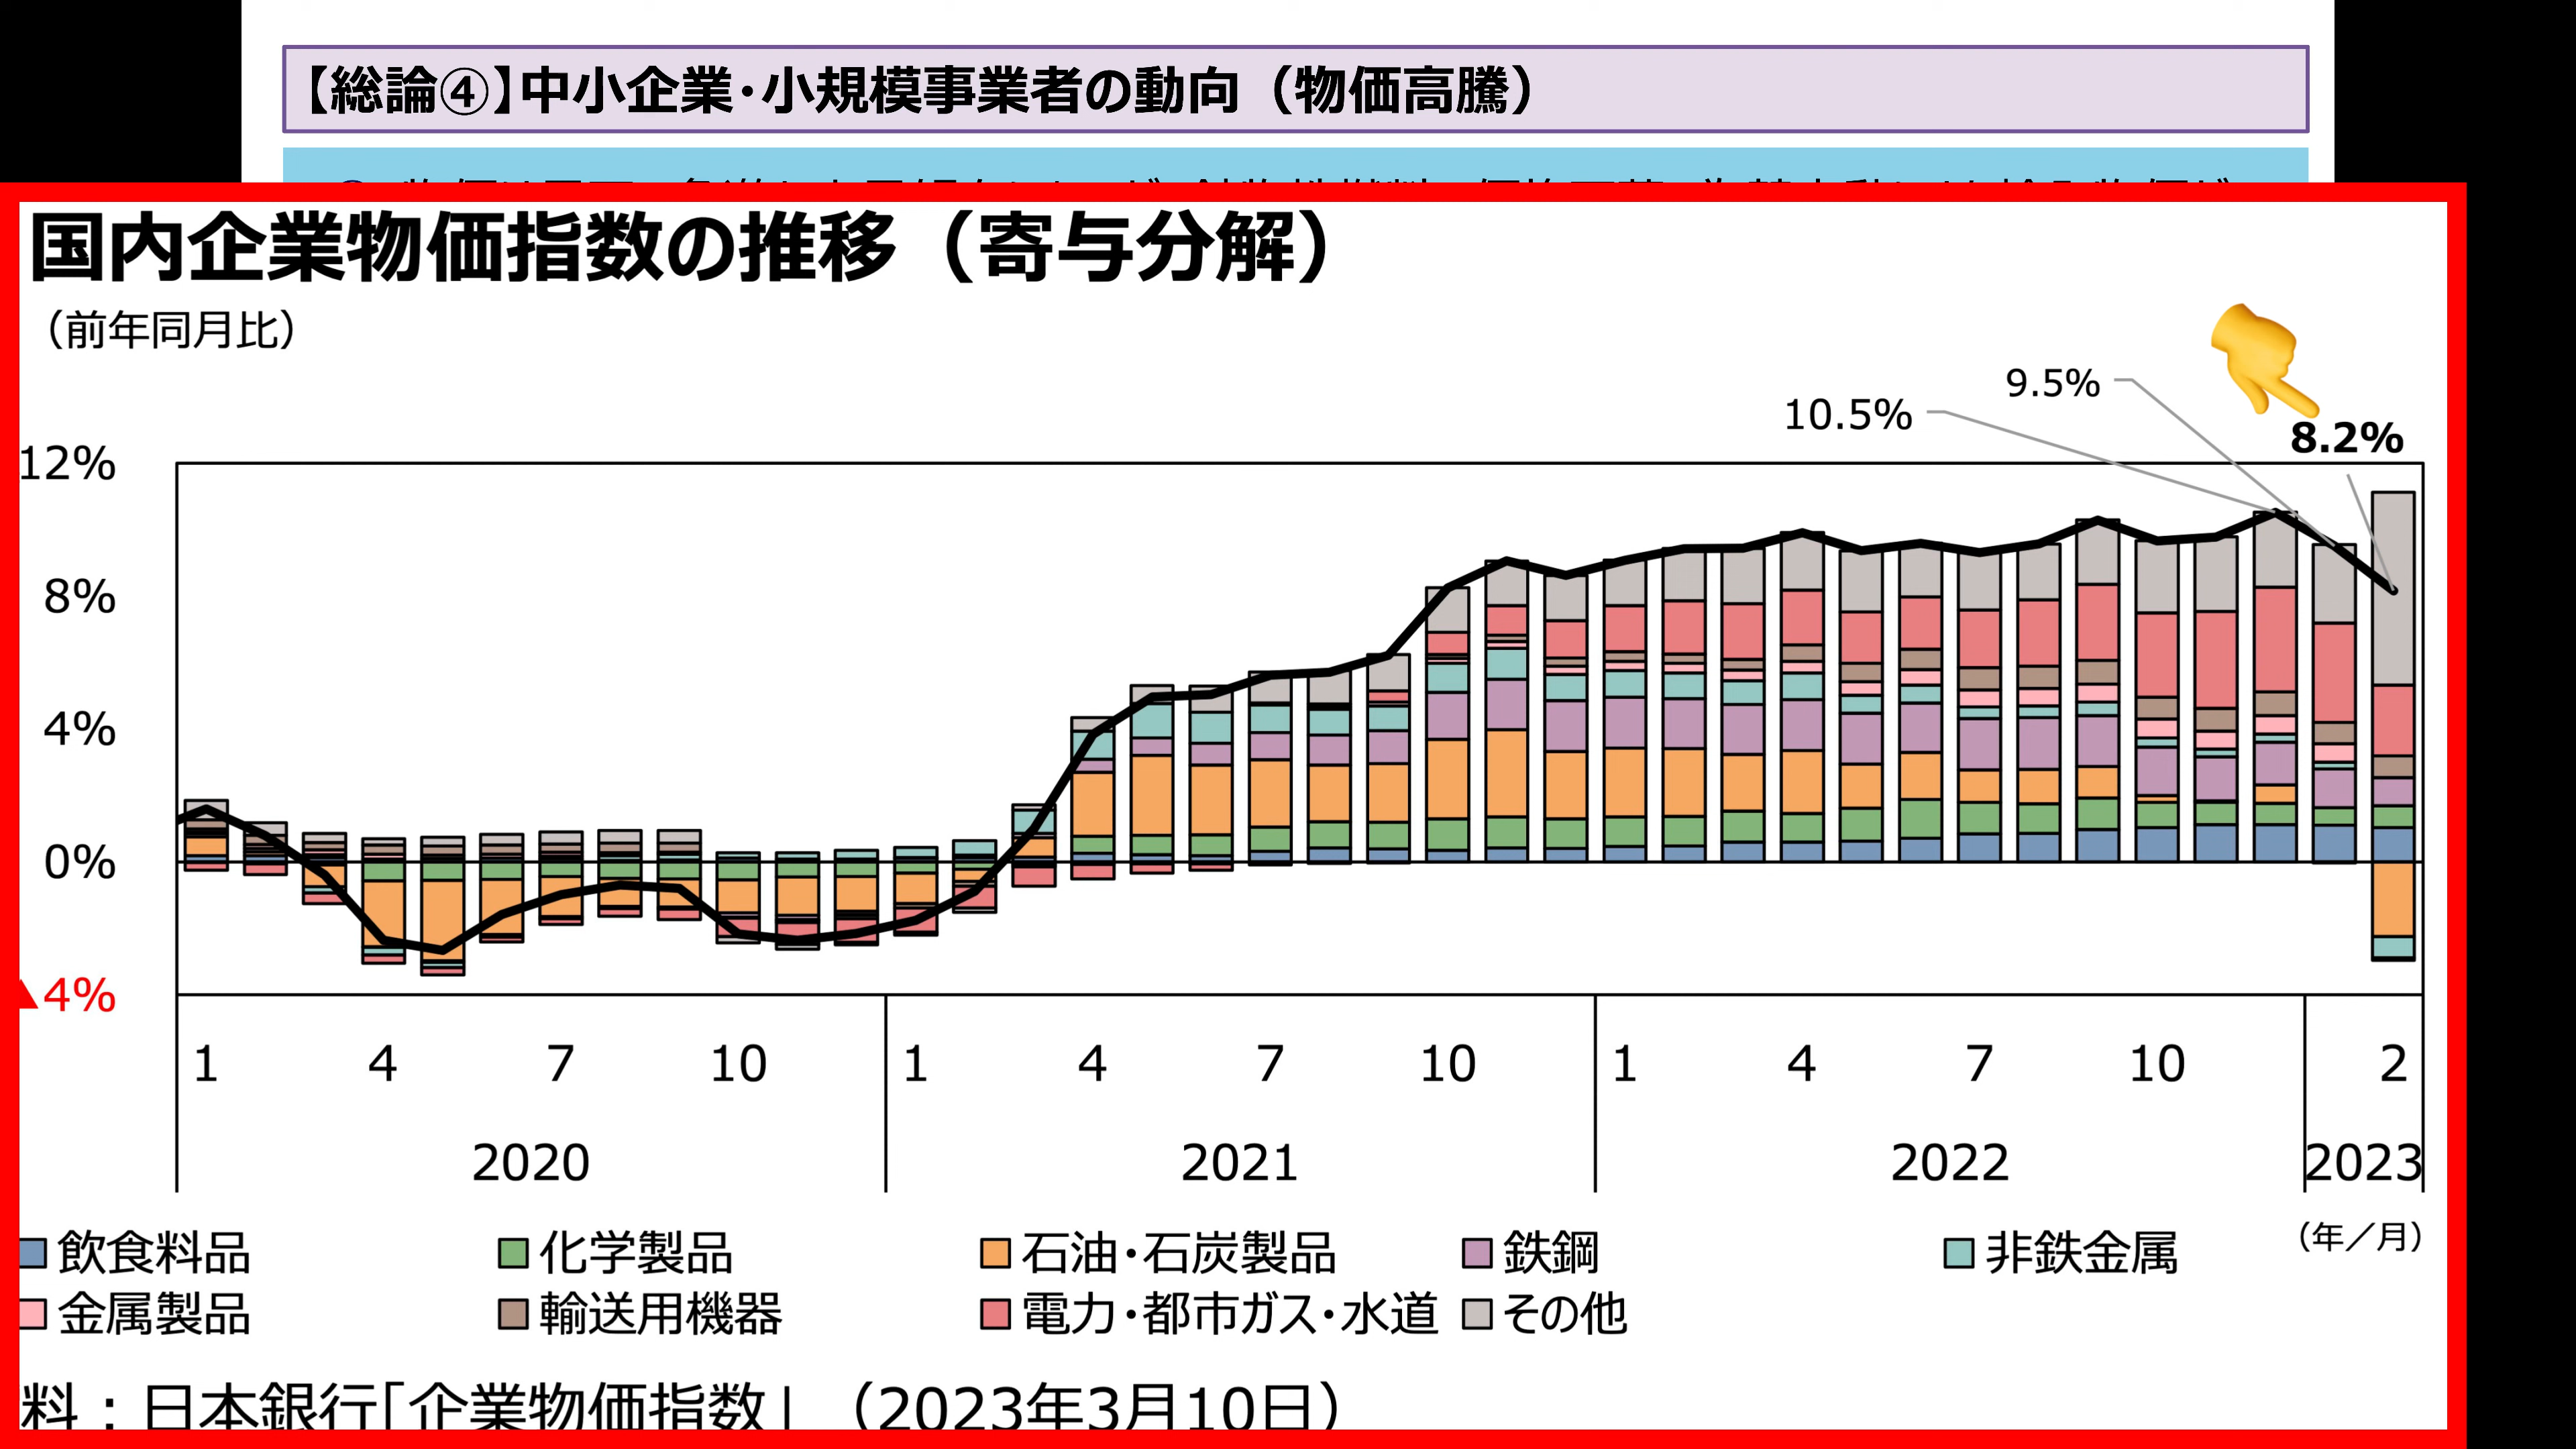 【総論④】中小企業･小規模事業者の動向（物価高騰）
国内企業物価指数の推移（寄与分解）
（前年同月比）
10.5%
9.5%
8.2%
12%
8%
4%
0%
▲4%
1 4 7 10 1 4 7 10 1 4 7 10 2
2020 2021 2022 2023
（年／月）
飲食料品 化学製品 石油･石炭製品 鉄鋼 非鉄金属
金属製品 輸送用機器 電力･都市ガス･水道 その他
料：日本銀行｢企業物価指数｣（2023年3月10日）